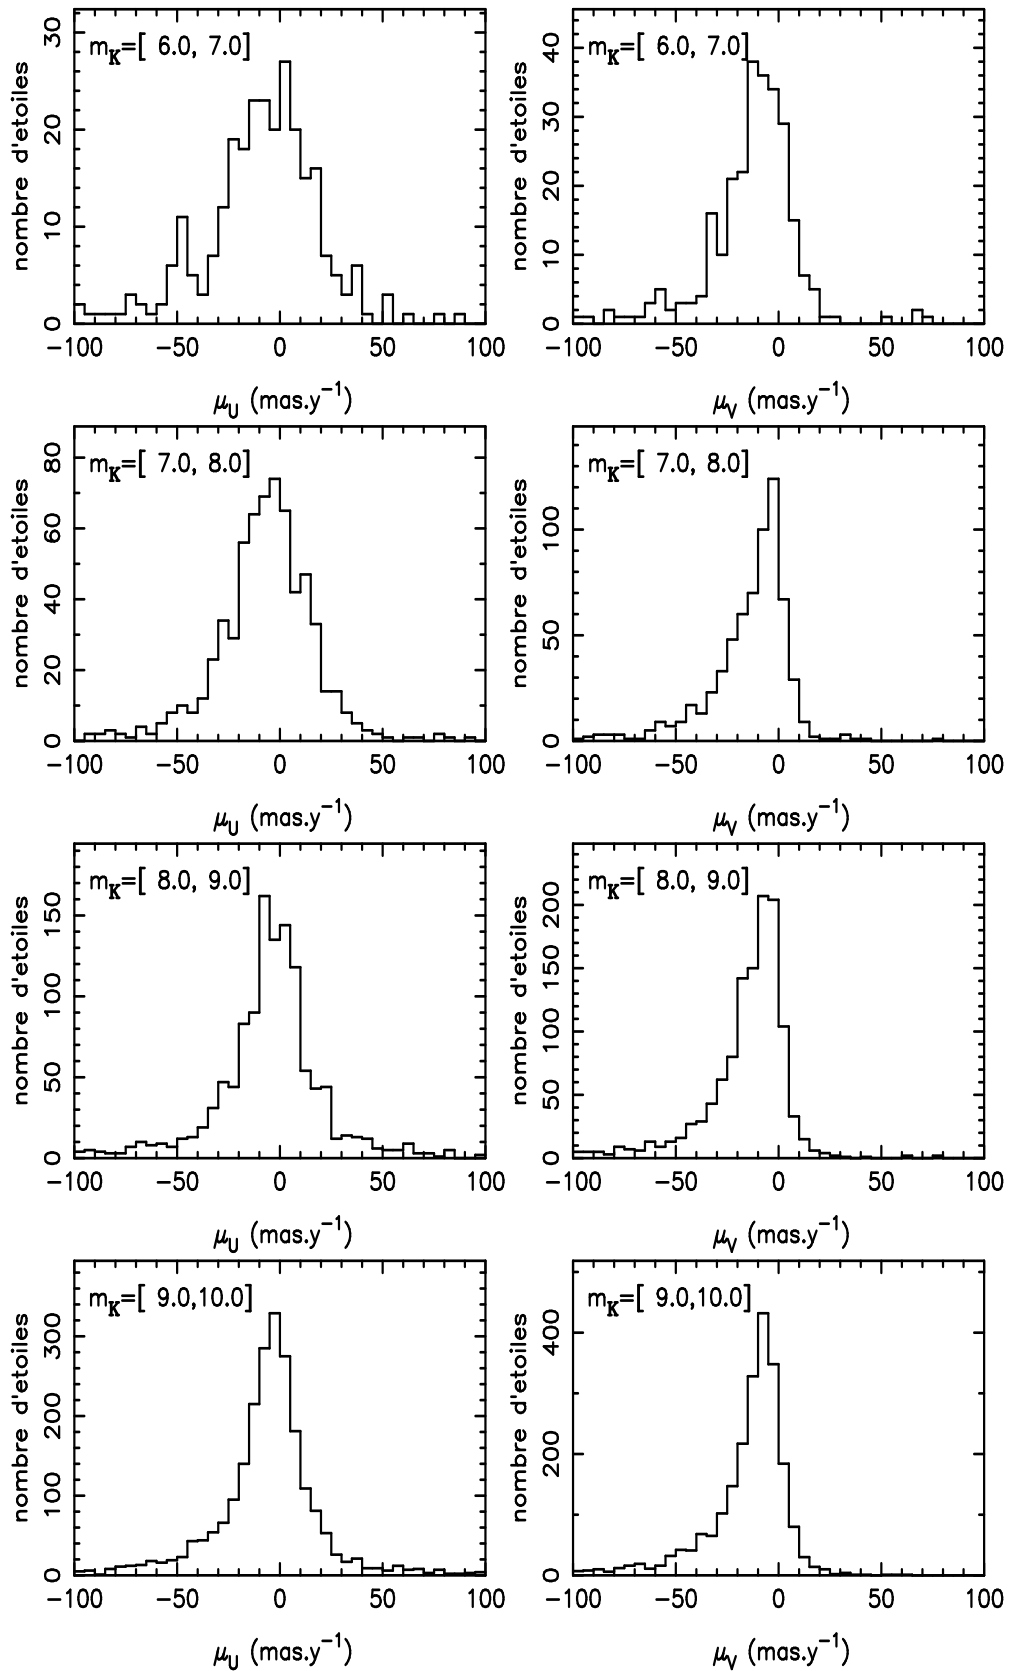 m_K=[ 6.0, 7.0]
nombre d'etoiles
0 10 20 30
−100 −50 0 50 100
μ_U (mas.y⁻¹)
m_K=[ 6.0, 7.0]
nombre d'etoiles
0 10 20 30 40
−100 −50 0 50 100
μ_V (mas.y⁻¹)
m_K=[ 7.0, 8.0]
nombre d'etoiles
0 20 40 60 80
−100 −50 0 50 100
μ_U (mas.y⁻¹)
m_K=[ 7.0, 8.0]
nombre d'etoiles
0 50 100
−100 −50 0 50 100
μ_V (mas.y⁻¹)
m_K=[ 8.0, 9.0]
nombre d'etoiles
0 50 100 150
−100 −50 0 50 100
μ_U (mas.y⁻¹)
m_K=[ 8.0, 9.0]
nombre d'etoiles
0 50 100 150 200
−100 −50 0 50 100
μ_V (mas.y⁻¹)
m_K=[ 9.0,10.0]
nombre d'etoiles
0 100 200 300
−100 −50 0 50 100
μ_U (mas.y⁻¹)
m_K=[ 9.0,10.0]
nombre d'etoiles
0 200 400
−100 −50 0 50 100
μ_V (mas.y⁻¹)